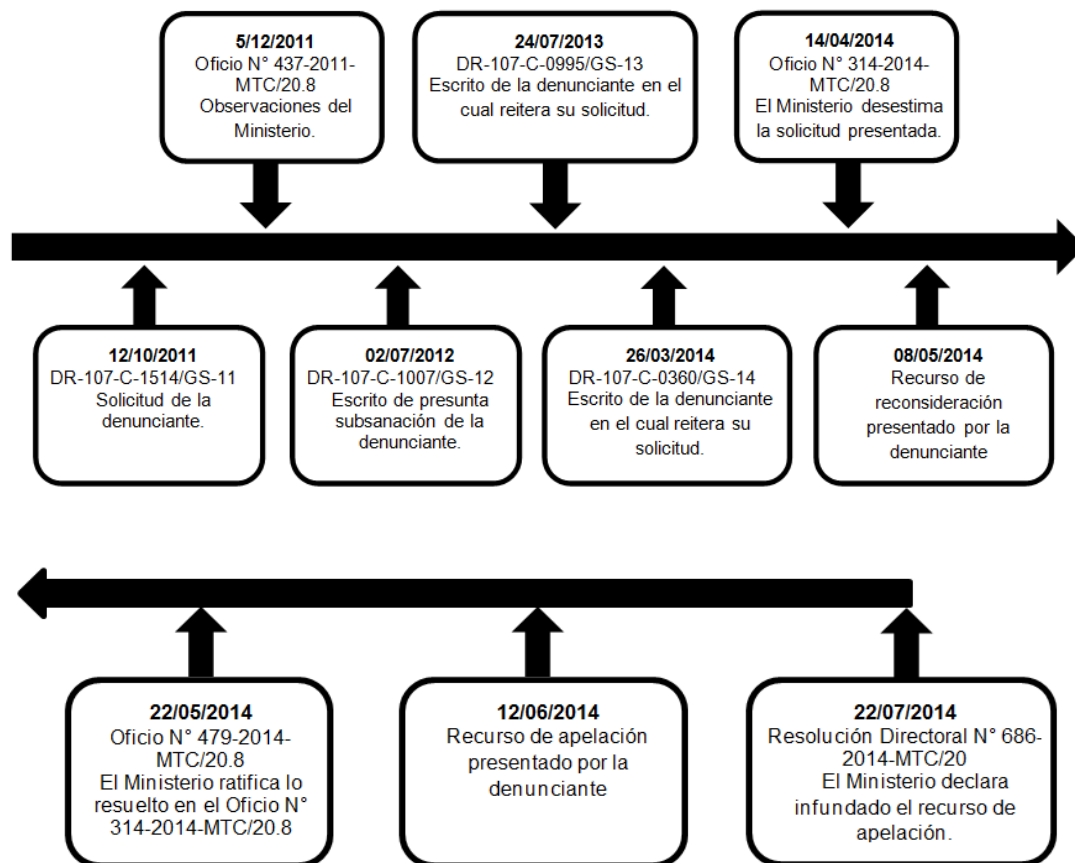 5/12/2011
Oficio N° 437-2011-
MTC/20.8
Observaciones del
Ministerio.
24/07/2013
DR-107-C-0995/GS-13
Escrito de la denunciante en el
cual reitera su solicitud.
14/04/2014
Oficio N° 314-2014-
MTC/20.8
El Ministerio desestima
la solicitud presentada.
12/10/2011
DR-107-C-1514/GS-11
Solicitud de la
denunciante.
02/07/2012
DR-107-C-1007/GS-12
Escrito de presunta
subsanación de la
denunciante.
26/03/2014
DR-107-C-0360/GS-14
Escrito de la denunciante
en el cual reitera su
solicitud.
08/05/2014
Recurso de
reconsideración
presentado por la
denunciante
22/05/2014
Oficio N° 479-2014-
MTC/20.8
El Ministerio ratifica lo
resuelto en el Oficio N°
314-2014-MTC/20.8
12/06/2014
Recurso de apelación
presentado por la
denunciante
22/07/2014
Resolución Directoral N° 686-
2014-MTC/20
El Ministerio declara
infundado el recurso de
apelación.